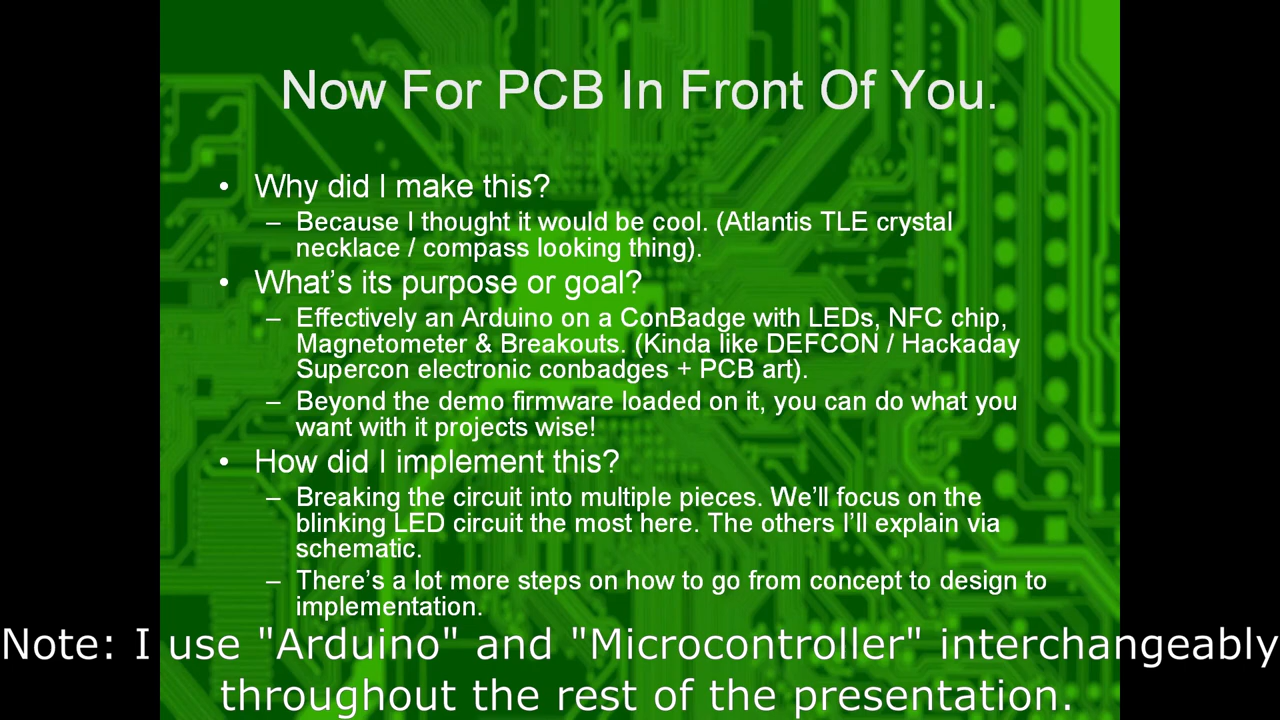 Now For PCB In Front Of You.
• Why did I make this?
– Because I thought it would be cool. (Atlantis TLE crystal
necklace / compass looking thing).
• What's its purpose or goal?
– Effectively an Arduino on a ConBadge with LEDs, NFC chip,
Magnetometer & Breakouts. (Kinda like DEFCON / Hackaday
Supercon electronic conbadges + PCB art).
– Beyond the demo firmware loaded on it, you can do what you
want with it projects wise!
• How did I implement this?
– Breaking the circuit into multiple pieces. We'll focus on the
blinking LED circuit the most here. The others I'll explain via
schematic.
– There's a lot more steps on how to go from concept to design to
implementation.
Note: I use "Arduino" and "Microcontroller" interchangeably
throughout the rest of the presentation.